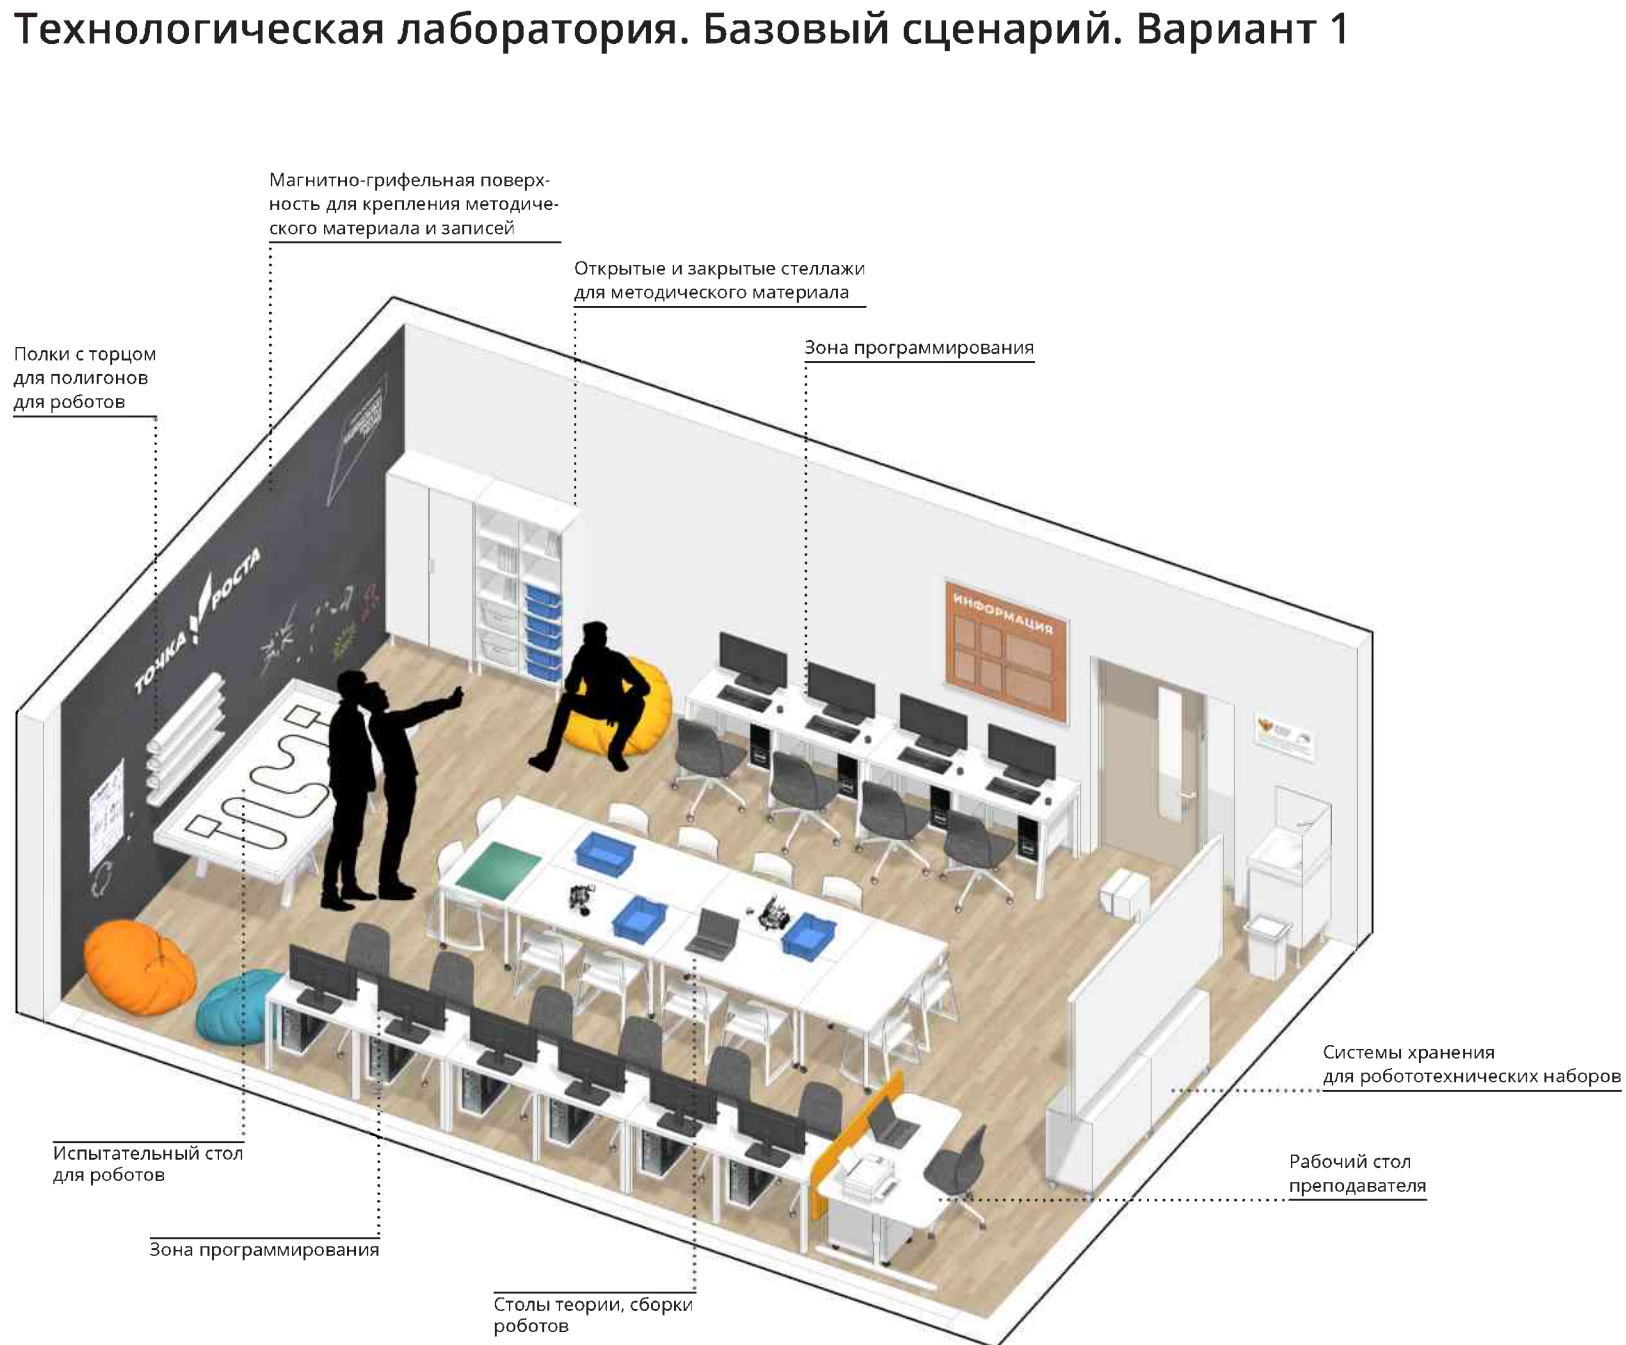 Технологическая лаборатория. Базовый сценарий. Вариант 1
Магнитно-грифельная поверх-
ность для крепления методиче-
ского материала и записей
Открытые и закрытые стеллажи
для методического материала
Зона программирования
Полки с торцом
для полигонов
для роботов
ТОЧКА РОСТА
ИНФОРМАЦИЯ
Системы хранения
для робототехнических наборов
Испытательный стол
для роботов
Рабочий стол
преподавателя
Зона программирования
Столы теории, сборки
роботов